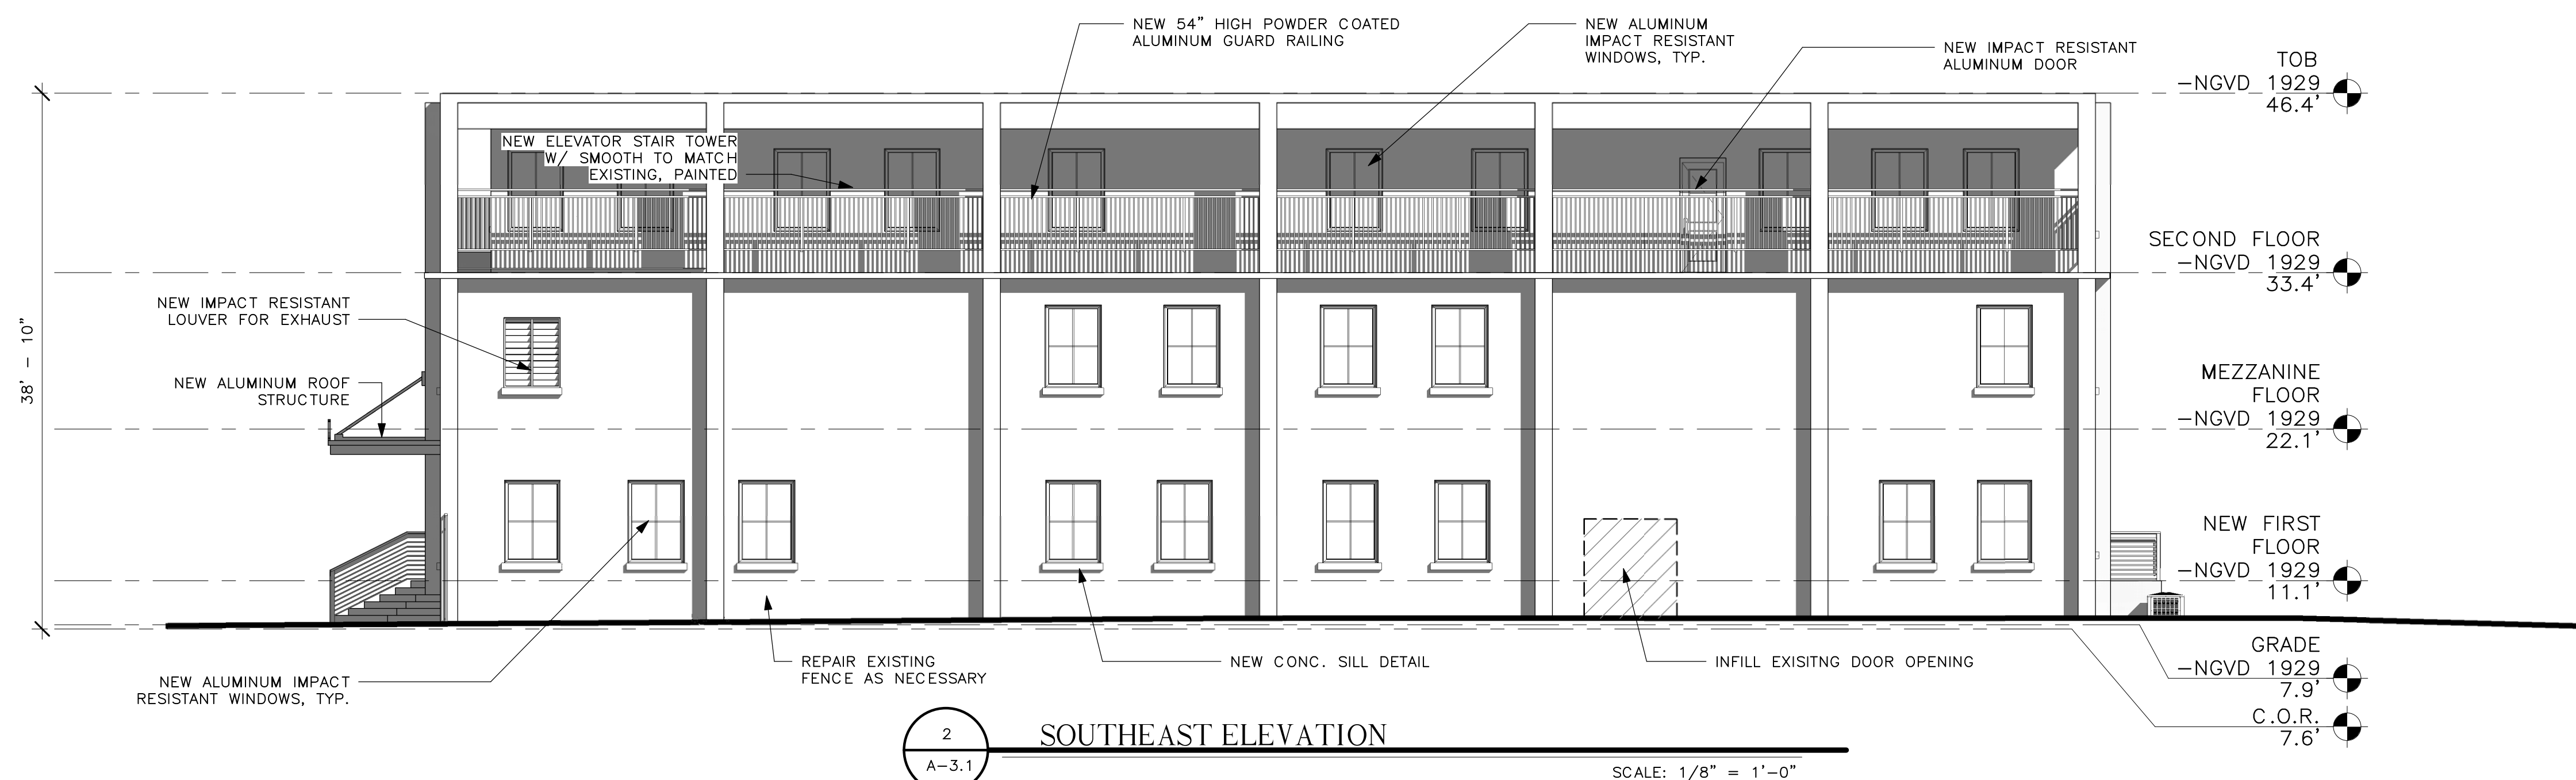 NEW 54” HIGH POWDER COATED
ALUMINUM GUARD RAILING
NEW ALUMINUM
IMPACT RESISTANT
WINDOWS, TYP.
NEW IMPACT RESISTANT
ALUMINUM DOOR
TOB
-NGVD 1929
46.4’
NEW ELEVATOR STAIR TOWER
W/ SMOOTH TO MATCH
EXISTING, PAINTED
SECOND FLOOR
-NGVD 1929
33.4’
NEW IMPACT RESISTANT
LOUVER FOR EXHAUST
38’ - 10”
NEW ALUMINUM ROOF
STRUCTURE
MEZZANINE
FLOOR
-NGVD 1929
22.1’
NEW FIRST
FLOOR
-NGVD 1929
11.1’
NEW ALUMINUM IMPACT
RESISTANT WINDOWS, TYP.
REPAIR EXISTING
FENCE AS NECESSARY
NEW CONC. SILL DETAIL
INFILL EXISITNG DOOR OPENING
GRADE
-NGVD 1929
7.9’
C.O.R.
7.6’
2
A-3.1
SOUTHEAST ELEVATION
SCALE: 1/8” = 1’-0”